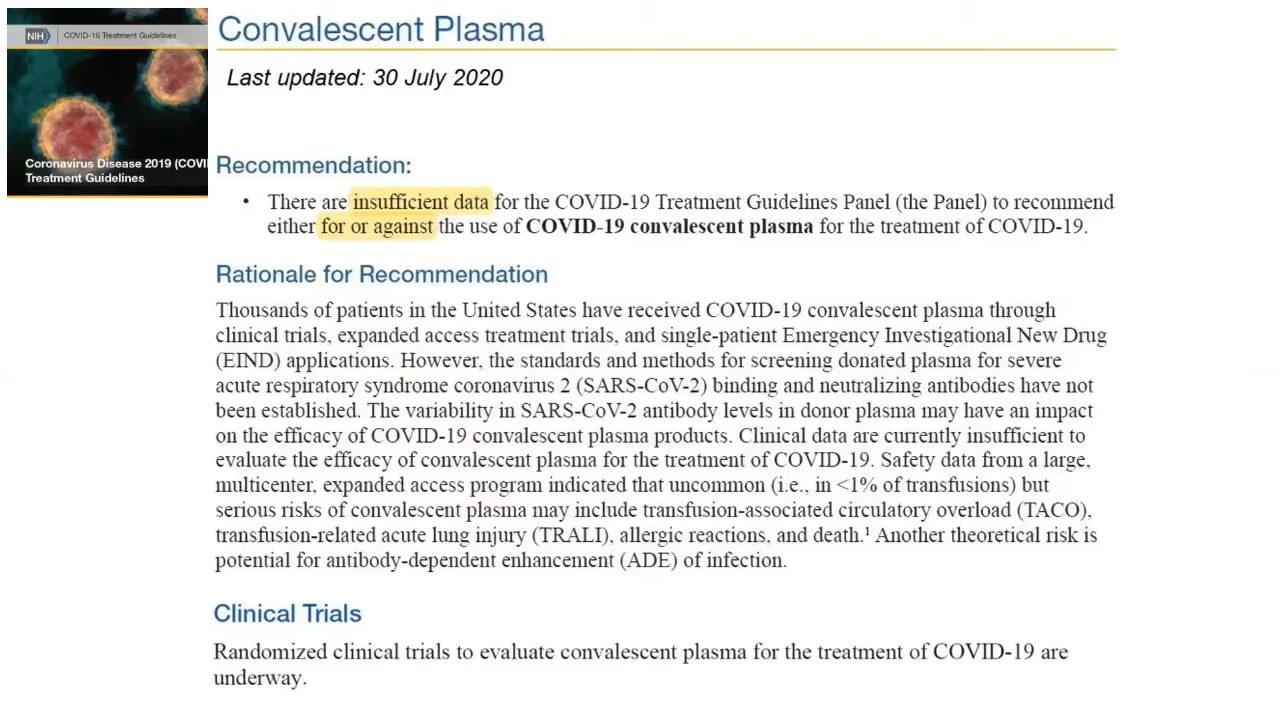 NIH COVID-19 Treatment Guidelines
Coronavirus Disease 2019 (COVI
Treatment Guidelines
Convalescent Plasma
Last updated: 30 July 2020
Recommendation:
• There are insufficient data for the COVID-19 Treatment Guidelines Panel (the Panel) to recommend
either for or against the use of COVID-19 convalescent plasma for the treatment of COVID-19.
Rationale for Recommendation
Thousands of patients in the United States have received COVID-19 convalescent plasma through
clinical trials, expanded access treatment trials, and single-patient Emergency Investigational New Drug
(EIND) applications. However, the standards and methods for screening donated plasma for severe
acute respiratory syndrome coronavirus 2 (SARS-CoV-2) binding and neutralizing antibodies have not
been established. The variability in SARS-CoV-2 antibody levels in donor plasma may have an impact
on the efficacy of COVID-19 convalescent plasma products. Clinical data are currently insufficient to
evaluate the efficacy of convalescent plasma for the treatment of COVID-19. Safety data from a large,
multicenter, expanded access program indicated that uncommon (i.e., in <1% of transfusions) but
serious risks of convalescent plasma may include transfusion-associated circulatory overload (TACO),
transfusion-related acute lung injury (TRALI), allergic reactions, and death.¹ Another theoretical risk is
potential for antibody-dependent enhancement (ADE) of infection.
Clinical Trials
Randomized clinical trials to evaluate convalescent plasma for the treatment of COVID-19 are
underway.